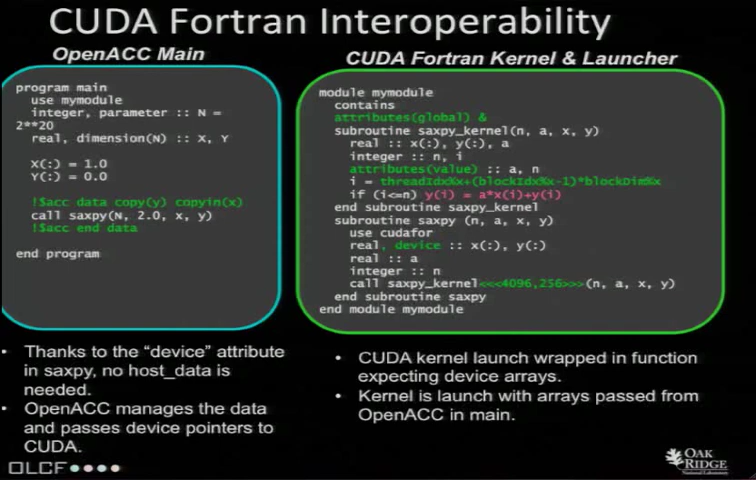 CUDA Fortran Interoperability
OpenACC Main
program main
use mymodule
integer, parameter :: N =
2**20
real, dimension(N) :: X, Y
X(:) = 1.0
Y(:) = 0.0
!$acc data copy(y) copyin(x)
call saxpy(N, 2.0, x, y)
!$acc end data
end program
Thanks to the “device” attribute
in saxpy, no host_data is
needed.
OpenACC manages the data
and passes device pointers to
CUDA.
CUDA Fortran Kernel & Launcher
module mymodule
contains
attributes(global) &
subroutine saxpy_kernel(n, a, x, y)
real :: x(:), y(:), a
integer :: n, i
attributes(value) :: a, n
i = threadIdx%x+(blockIdx%x-1)*blockDim%x
if (i<=n) y(i) = a*x(i)+y(i)
end subroutine saxpy_kernel
subroutine saxpy (n, a, x, y)
use cudafor
real, device :: x(:), y(:)
real :: a
integer :: n
call saxpy_kernel<<<4096,256>>>(n, a, x, y)
end subroutine saxpy
end module mymodule
CUDA kernel launch wrapped in function
expecting device arrays.
Kernel is launch with arrays passed from
OpenACC in main.
OLCF
OAK
RIDGE
National Laboratory